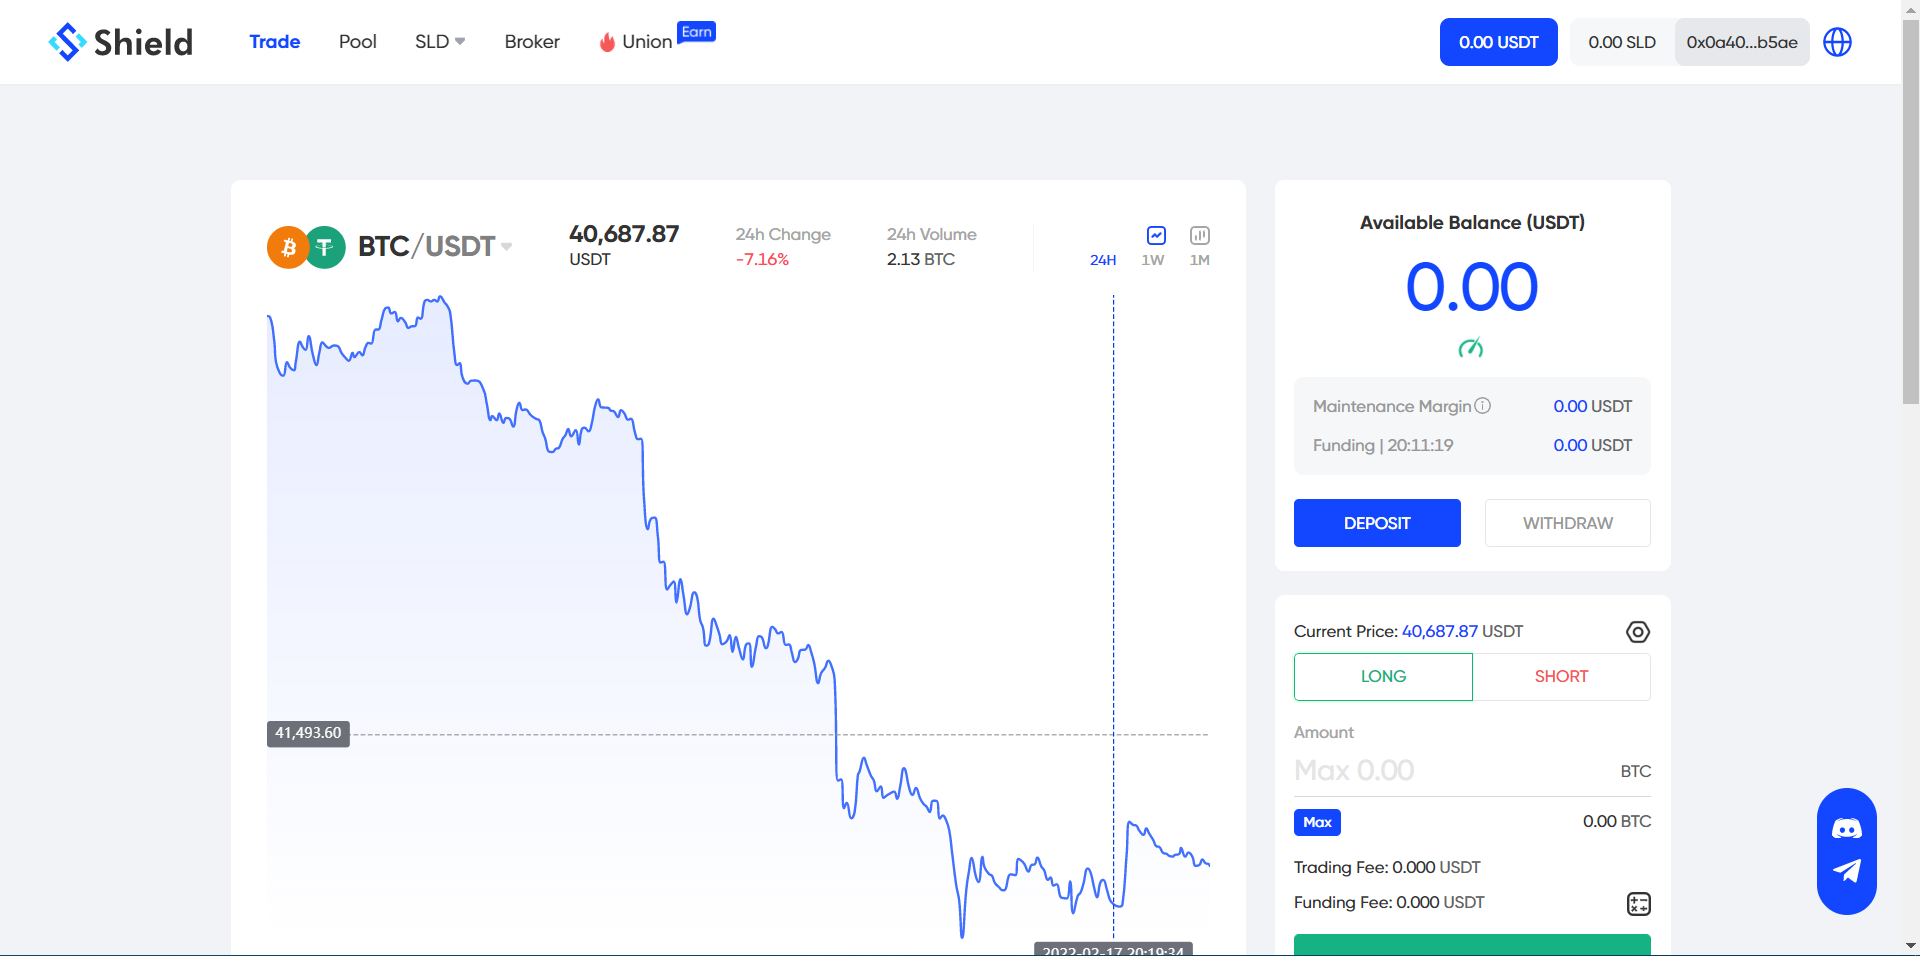 Shield
Trade
Pool
SLD
Broker
Union
Earn
0.00 USDT
0.00 SLD
0x0a40...b5ae
BTC/USDT
40,687.87
USDT
24h Change
-7.16%
24h Volume
2.13 BTC
24H
1W
1M
41,493.60
2022-02-17 20:19:34
Available Balance (USDT)
0.00
Maintenance Margin
0.00 USDT
Funding | 20:11:19
0.00 USDT
DEPOSIT
WITHDRAW
Current Price: 40,687.87 USDT
LONG
SHORT
Amount
Max 0.00
BTC
Max
0.00 BTC
Trading Fee: 0.000 USDT
Funding Fee: 0.000 USDT